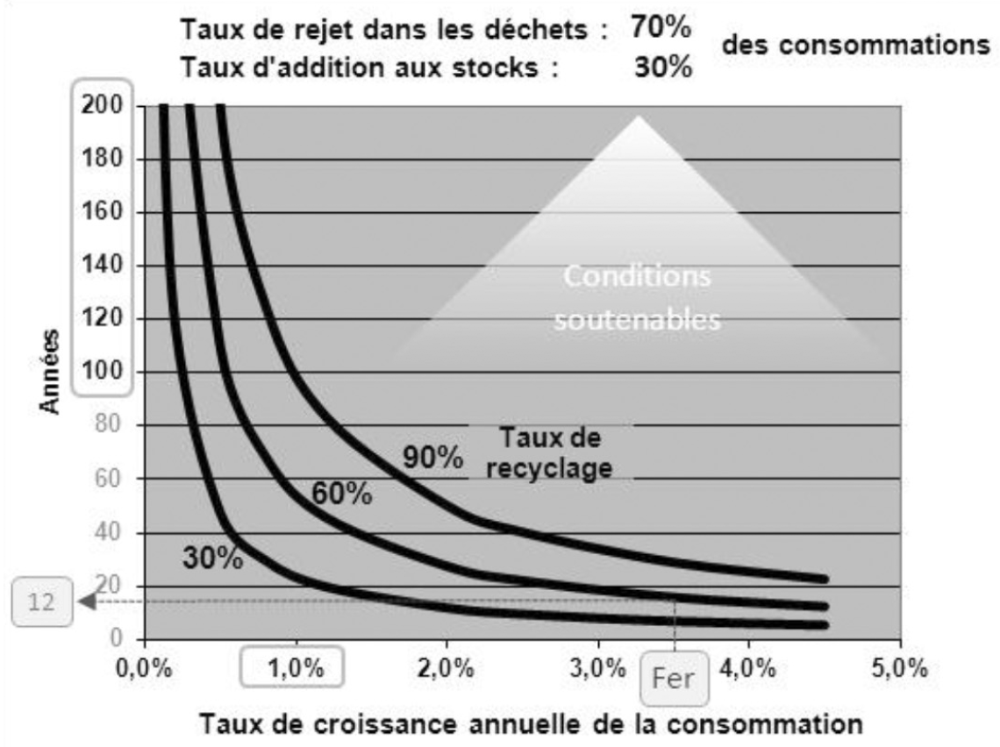 Taux de rejet dans les déchets : 70%
Taux d'addition aux stocks : 30%
des consommations
200
180
160
140
120
100
80
60
40
20
0
Années
12
Conditions
soutenables
Taux de
recyclage
90%
60%
30%
0,0% 1,0% 2,0% 3,0% 4,0% 5,0%
Fer
Taux de croissance annuelle de la consommation